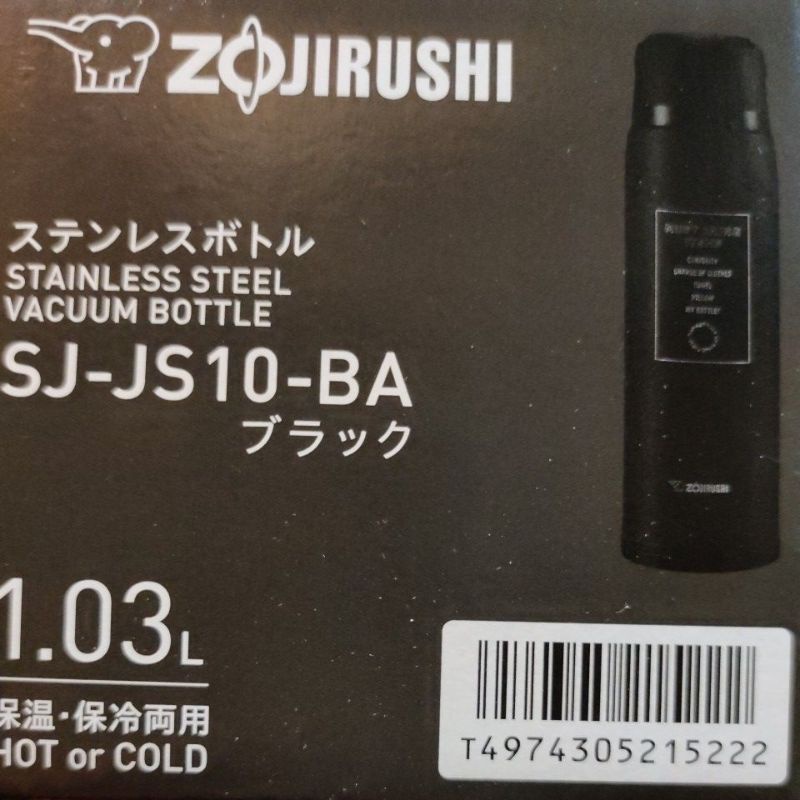 ZOJIRUSHI
ステンレスボトル
STAINLESS STEEL
VACUUM BOTTLE
SJ-JS10-BA
ブラック
1.03L
保温・保冷両用
HOT or COLD
ZOJIRUSHI
T4974305215222